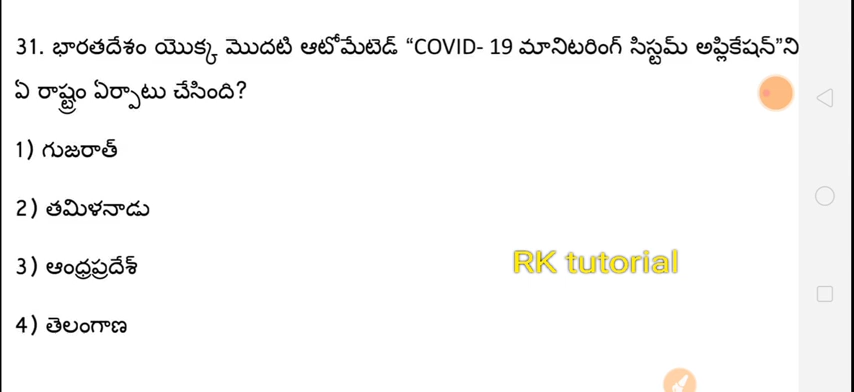 31. భారతదేశం యొక్క మొదటి ఆటోమేటెడ్ “COVID- 19 మానిటరింగ్ సిస్టమ్ అప్లికేషన్”ని
ఏ రాష్ట్రం ఏర్పాటు చేసింది?
1) గుజరాత్
2) తమిళనాడు
3) ఆంధ్రప్రదేశ్
RK tutorial
4) తెలంగాణ